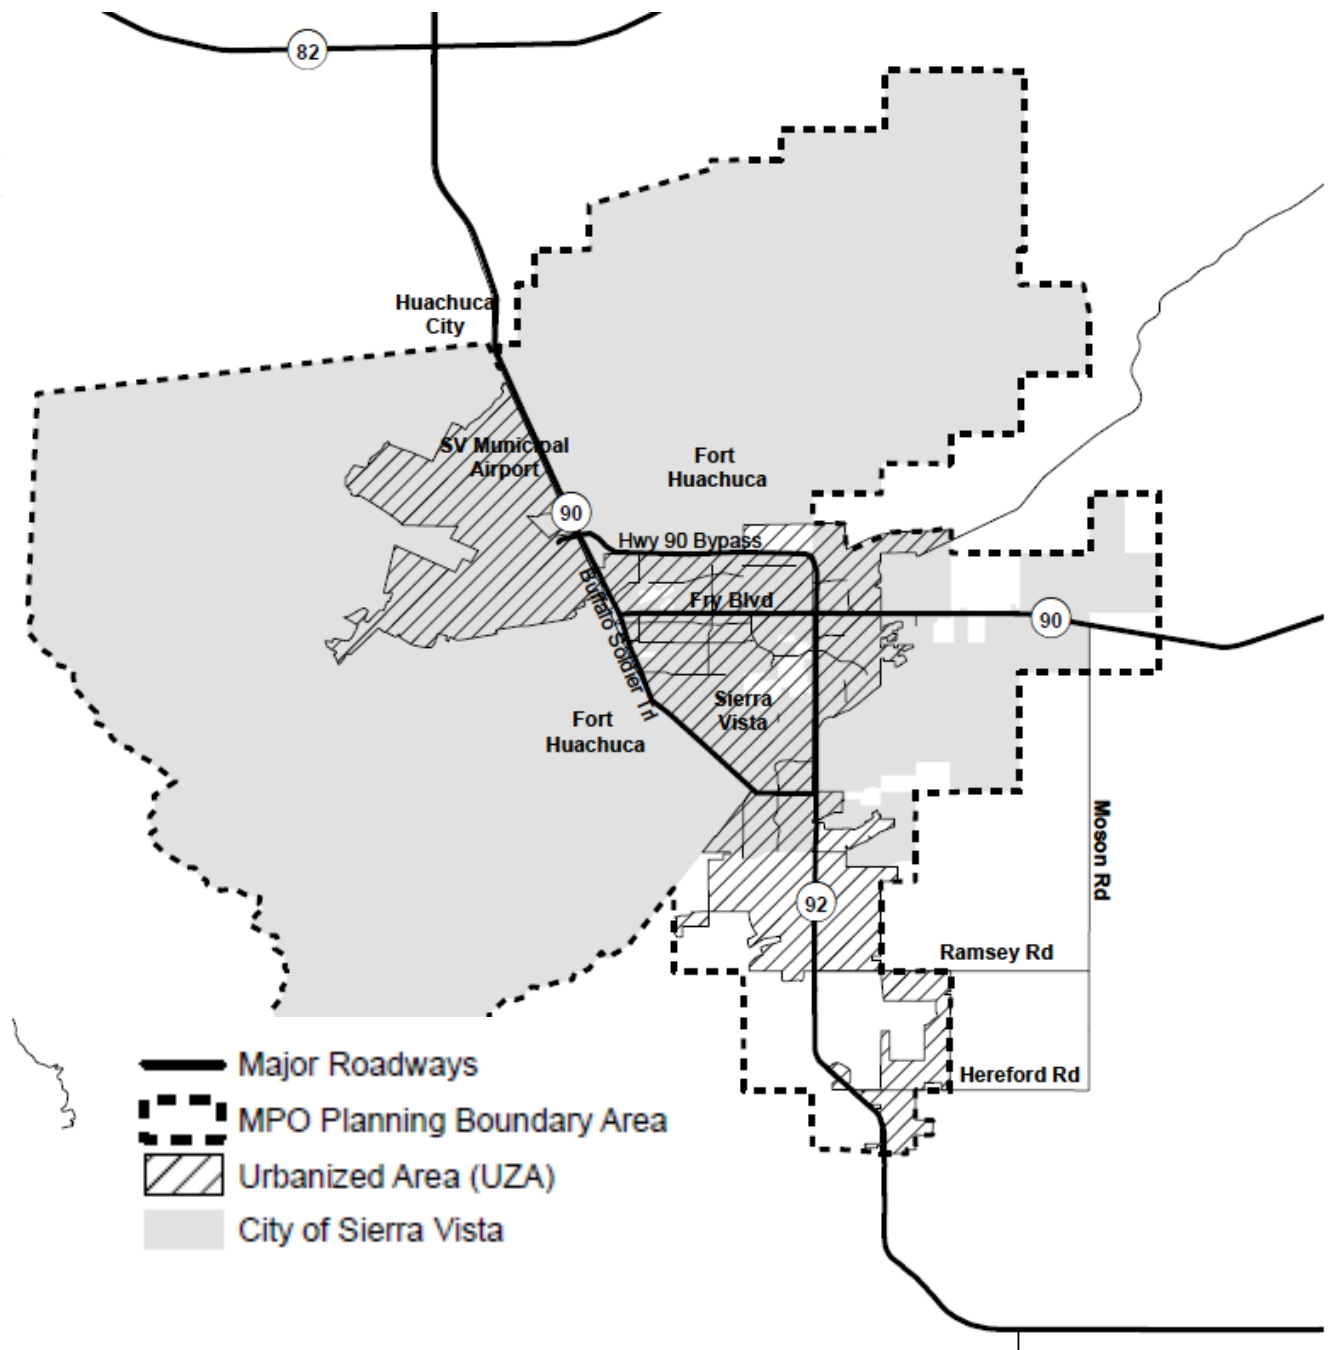 82
Huachuca
City
SV Municipal
Airport
Fort
Huachuca
90
Hwy 90 Bypass
Fry Blvd
90
Buffalo Soldier Trl
Sierra
Vista
Fort
Huachuca
Moson Rd
92
Ramsey Rd
Hereford Rd
Major Roadways
MPO Planning Boundary Area
Urbanized Area (UZA)
City of Sierra Vista